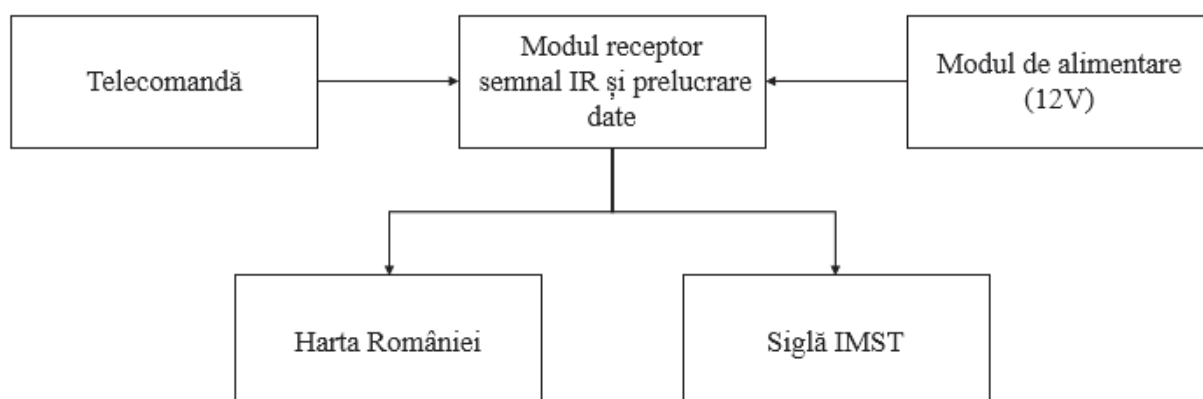 Telecomandă
Modul receptor
semnal IR și prelucrare
date
Modul de alimentare
(12V)
Harta României
Siglă IMST